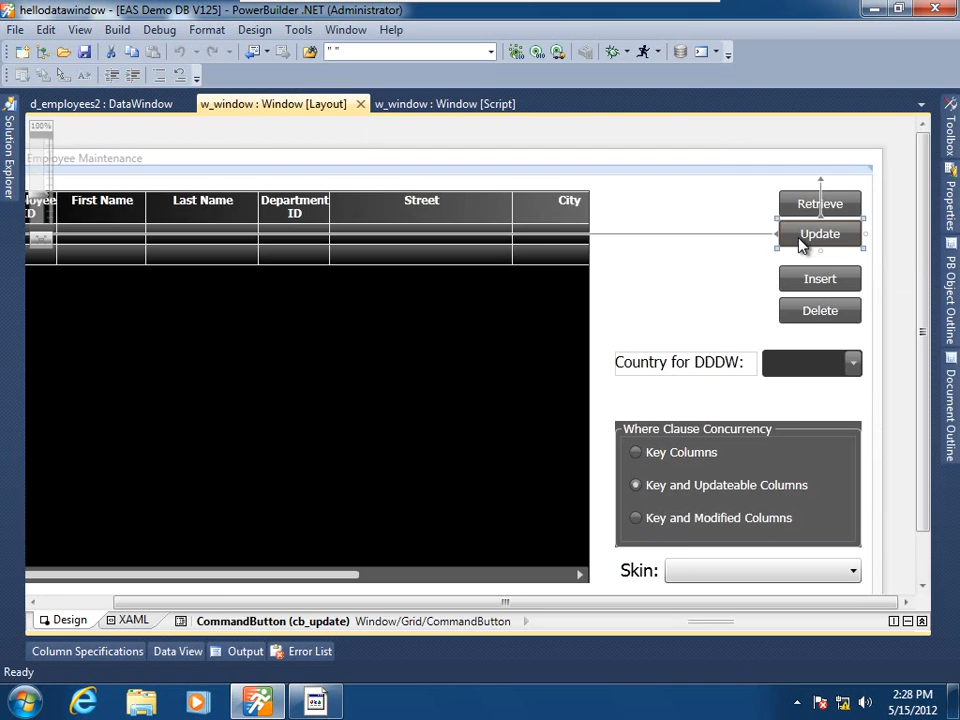 hellodatawindow - [EAS Demo DB V125] - PowerBuilder .NET (Administrator)
File Edit View Build Debug Format Design Tools Window Help
" "
d_employees2 : DataWindow w_window : Window [Layout] w_window : Window [Script]
Solution Explorer
100%
Employee Maintenance
loyee ID First Name Last Name Department ID Street City
Retrieve
Update
Insert
Delete
Country for DDDW:
Where Clause Concurrency
Key Columns
Key and Updateable Columns
Key and Modified Columns
Skin:
Toolbox
Properties
PB Object Outline
Document Outline
Design XAML CommandButton (cb_update) Window/Grid/CommandButton
Column Specifications Data View Output Error List
Ready
2:28 PM
5/15/2012